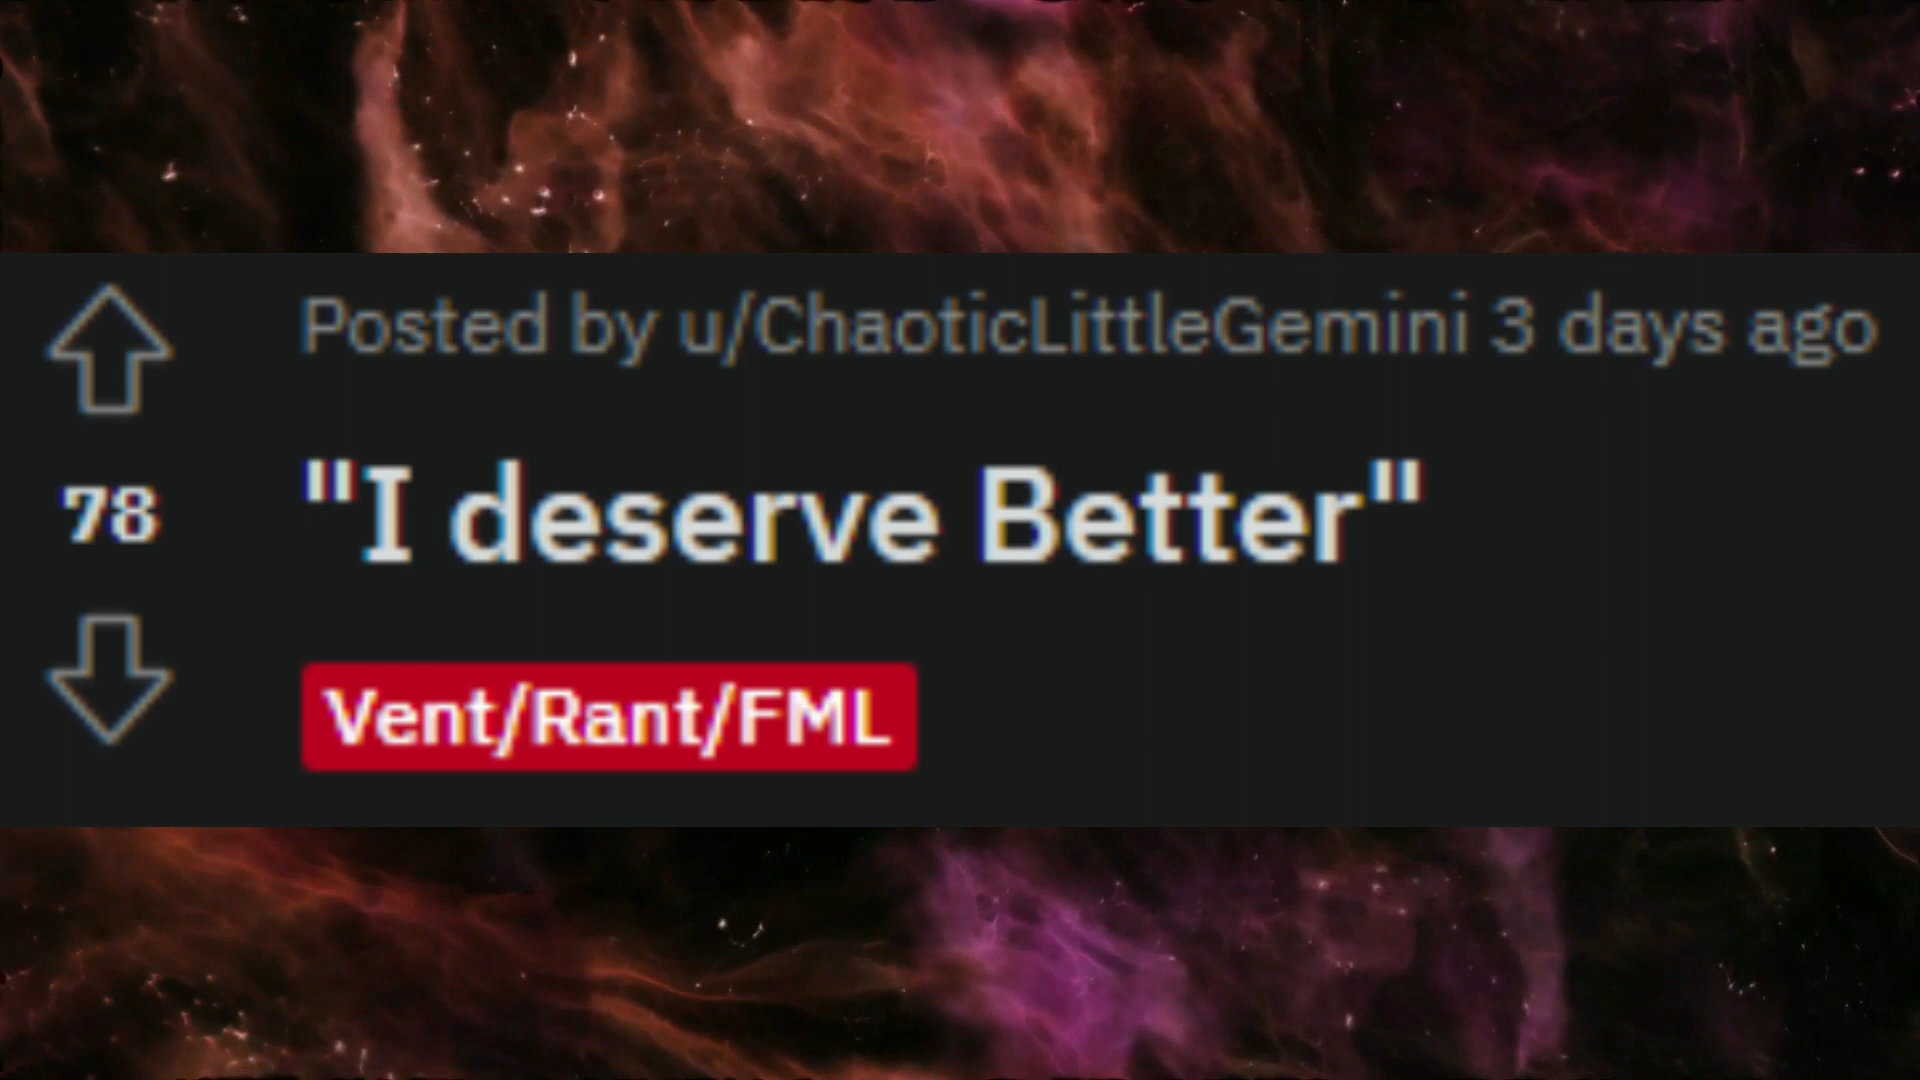 Posted by u/ChaoticLittleGemini 3 days ago
78
"I deserve Better"
Vent/Rant/FML